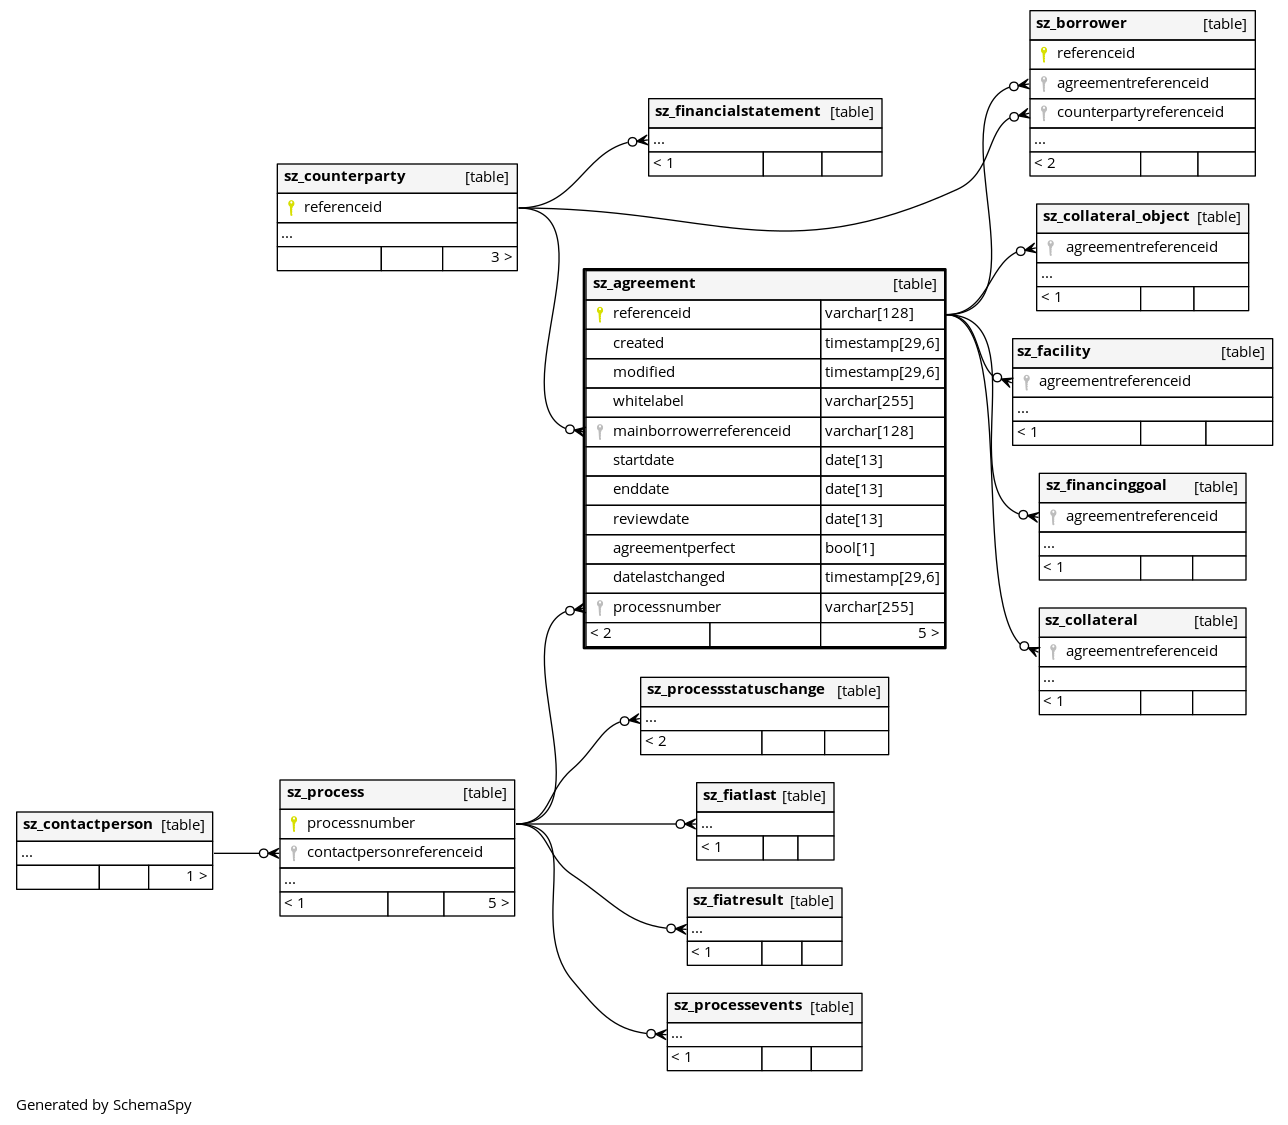 sz_borrower [table]
referenceid
agreementreferenceid
counterpartyreferenceid
...
< 2
sz_financialstatement [table]
...
< 1
sz_counterparty [table]
referenceid
...
3 >
sz_collateral_object [table]
agreementreferenceid
...
< 1
sz_agreement [table]
referenceid varchar[128]
created timestamp[29,6]
modified timestamp[29,6]
whitelabel varchar[255]
mainborrowerreferenceid varchar[128]
startdate date[13]
enddate date[13]
reviewdate date[13]
agreementperfect bool[1]
datelastchanged timestamp[29,6]
processnumber varchar[255]
< 2 5 >
sz_facility [table]
agreementreferenceid
...
< 1
sz_financinggoal [table]
agreementreferenceid
...
< 1
sz_collateral [table]
agreementreferenceid
...
< 1
sz_processstatuschange [table]
...
< 2
sz_process [table]
processnumber
contactpersonreferenceid
...
< 1 5 >
sz_contactperson [table]
...
1 >
sz_fiatlast [table]
...
< 1
sz_fiatresult [table]
...
< 1
sz_processevents [table]
...
< 1
Generated by SchemaSpy